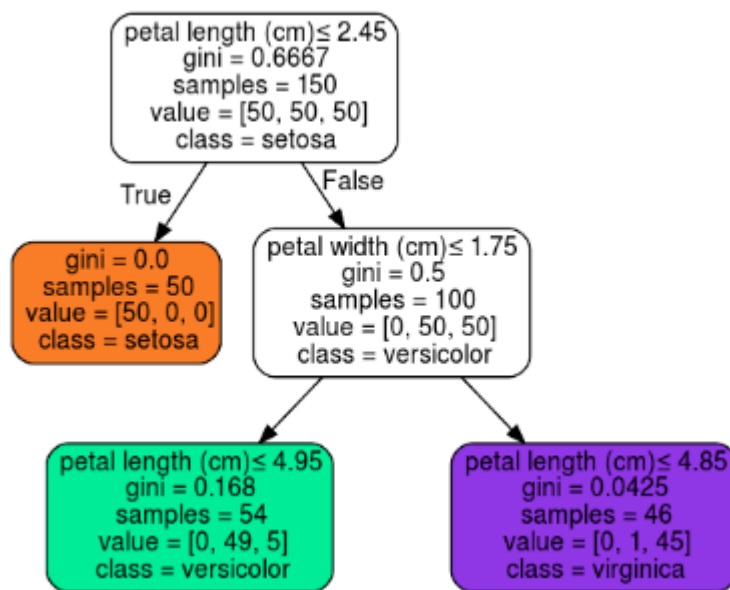 petal length (cm)≤ 2.45
gini = 0.6667
samples = 150
value = [50, 50, 50]
class = setosa
True
False
gini = 0.0
samples = 50
value = [50, 0, 0]
class = setosa
petal width (cm)≤ 1.75
gini = 0.5
samples = 100
value = [0, 50, 50]
class = versicolor
petal length (cm)≤ 4.95
gini = 0.168
samples = 54
value = [0, 49, 5]
class = versicolor
petal length (cm)≤ 4.85
gini = 0.0425
samples = 46
value = [0, 1, 45]
class = virginica